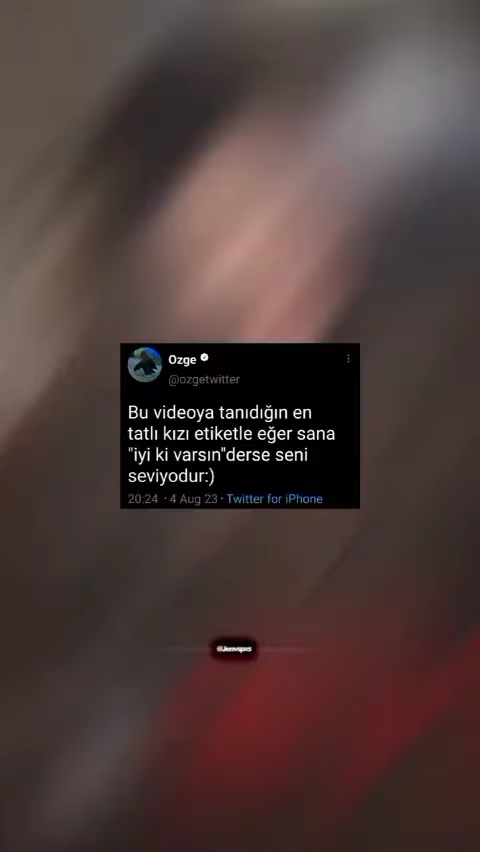 Ozge
@ozgetwitter
Bu videoya tanıdığın en
tatlı kızı etiketle eğer sana
"iyi ki varsın"derse seni
seviyodur:)
20:24 · 4 Aug 23 · Twitter for iPhone